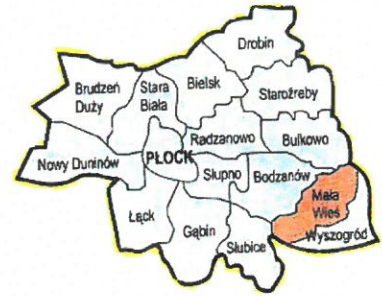 Drobin
Brudzeń
Duży
Stara
Biała
Bielsk
Staroźreby
Radzanowo
Bulkowo
Nowy Duninów
PŁOCK
Słupno
Bodzanów
Mała
Wieś
Łąck
Gąbin
Słubice
Wyszogród